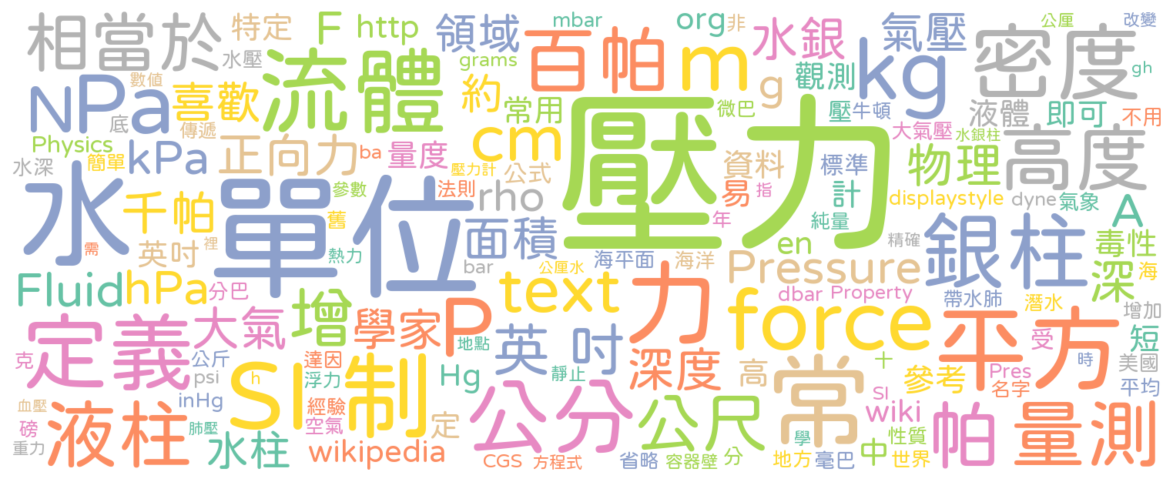 相當於
特定
F
http
領域
mbar
org
非
水銀
氣壓
公厘
改變
水壓
流體
grams
百帕
m
密度
gh
N
Pa
數值
喜歡
約
常用
g
觀測
kg
液體
即可
不用
底
傳遞
cm
微巴
壓
牛頓
大氣壓
水銀柱
Physics
簡單
kPa
正向力
ba
量度
壓力計
公式
壓力
資料
標準
物理
高度
水深
水
單位
參數
法則
rho
易
指
計
displaystyle
dyne
氣象
千帕
舊
面積
年
純量
A
需
英吋
裡
熱力
bar
公厘水
海平面
海洋
en
精確
銀柱
毒性
Fluid
hPa
分巴
text
Pressure
dbar
Property
帶水肺
深
海
潛水
增加
定義
大氣
增
學家
P
地點
英吋
力
force
平方
受
短
克
公斤
達因
浮力
靜止
深度
高
十
參考
Pres
時
美國
psi
SI
制
Hg
常
SI
名字
平均
血壓
inHg
h
經驗
公分
公尺
wiki
帕
量測
磅
液柱
肺壓
空氣
定
學
性質
重力
水柱
wikipedia
CGS
方程式
省略
容器壁
分
地方
毫巴
中
世界